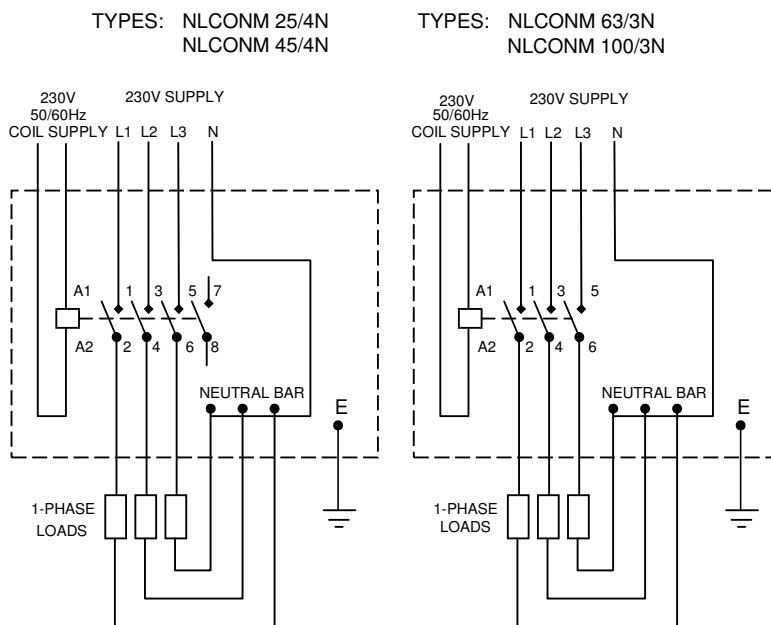 TYPES: NLCONM 25/4N
NLCONM 45/4N
230V
50/60Hz
COIL SUPPLY
230V SUPPLY
L1 L2 L3 N
A1 1 3 5 7
A2 2 4 6 8
NEUTRAL BAR
E
1-PHASE
LOADS
TYPES: NLCONM 63/3N
NLCONM 100/3N
230V
50/60Hz
COIL SUPPLY
230V SUPPLY
L1 L2 L3 N
A1 1 3 5
A2 2 4 6
NEUTRAL BAR
E
1-PHASE
LOADS